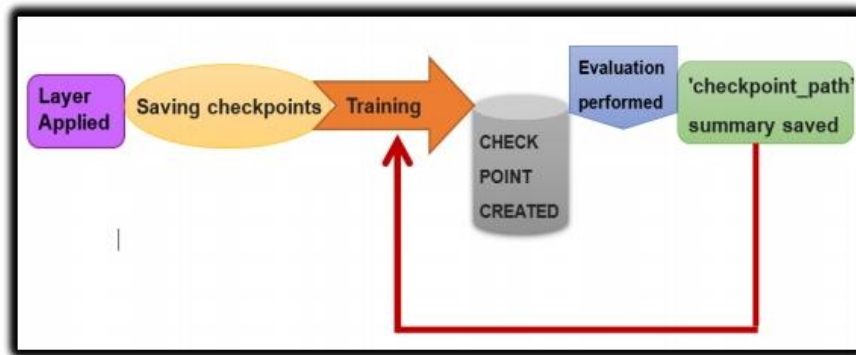 Layer
Applied
Saving checkpoints
Training
CHECK
POINT
CREATED
Evaluation
performed
'checkpoint_path'
summary saved